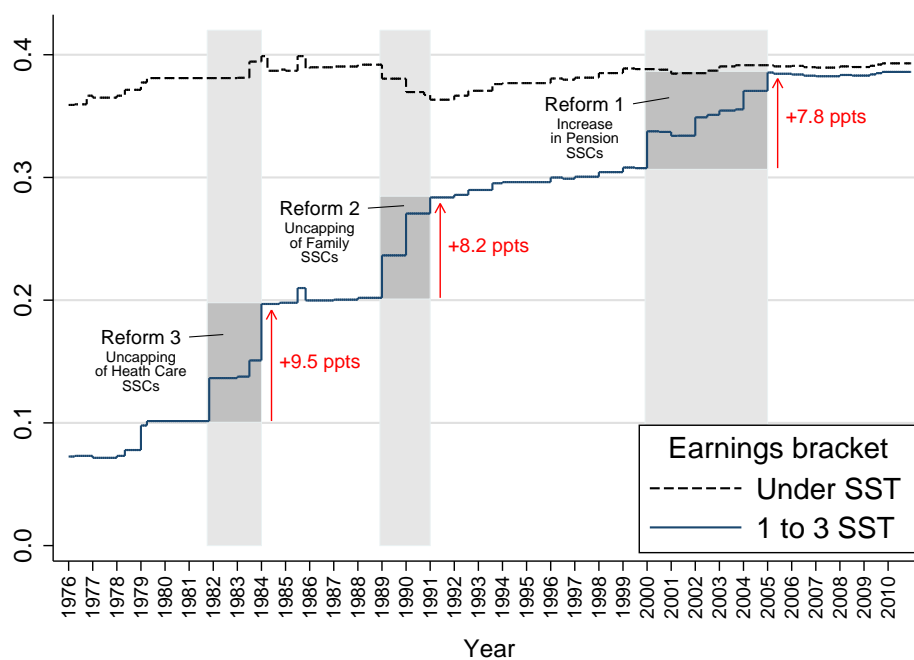 0.4
0.3
0.2
0.1
0.0
Reform 1
Increase
in Pension
SSCs
+7.8 ppts
Reform 2
Uncapping
of Family
SSCs
+8.2 ppts
Reform 3
Uncapping
of Heath Care
SSCs
+9.5 ppts
Earnings bracket
Under SST
1 to 3 SST
1976
1977
1978
1979
1980
1981
1982
1983
1984
1985
1986
1987
1988
1989
1990
1991
1992
1993
1994
1995
1996
1997
1998
1999
2000
2001
2002
2003
2004
2005
2006
2007
2008
2009
2010
Year